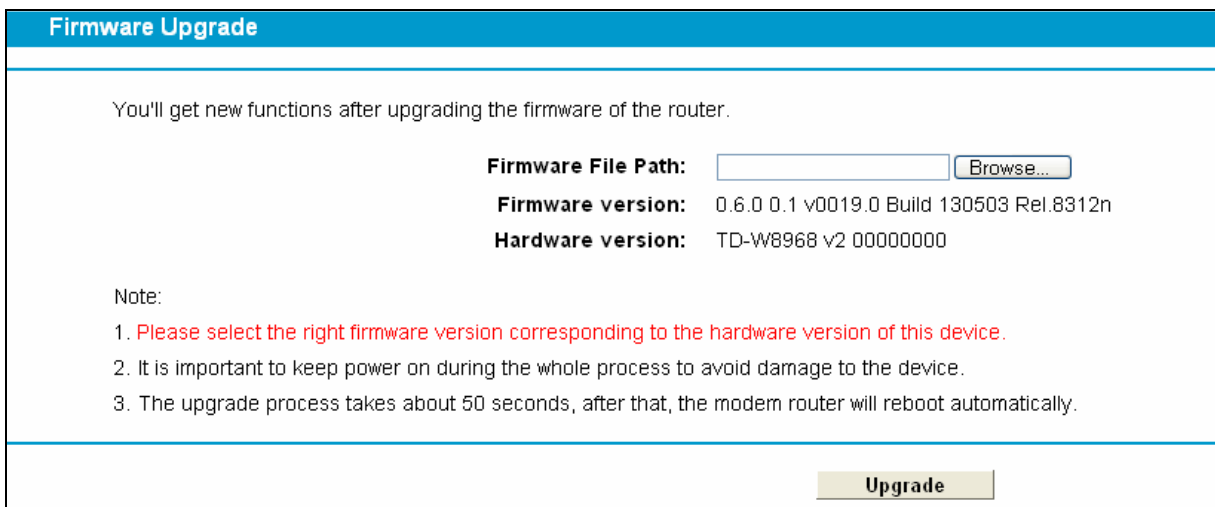 Firmware Upgrade
You'll get new functions after upgrading the firmware of the router.
Firmware File Path: Browse...
Firmware version: 0.6.0 0.1 v0019.0 Build 130503 Rel.8312n
Hardware version: TD-W8968 v2 00000000
Note:
1. Please select the right firmware version corresponding to the hardware version of this device.
2. It is important to keep power on during the whole process to avoid damage to the device.
3. The upgrade process takes about 50 seconds, after that, the modem router will reboot automatically.
Upgrade